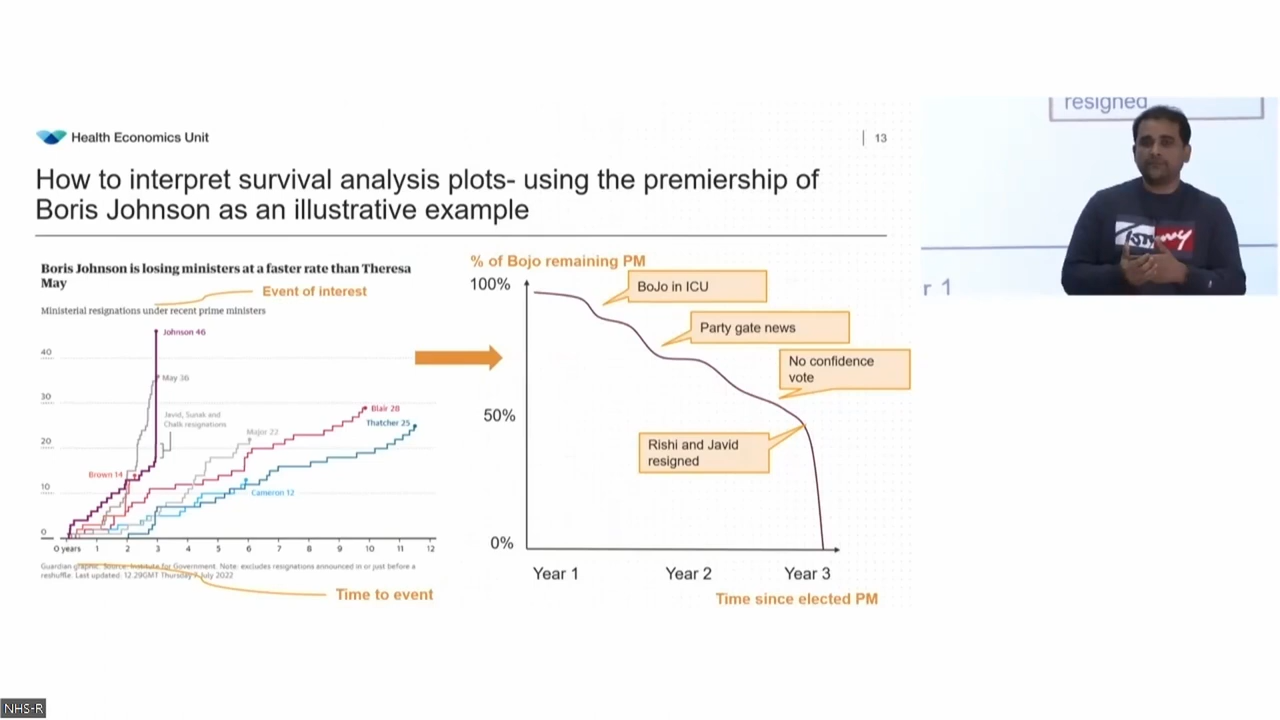 Health Economics Unit
13
How to interpret survival analysis plots- using the premiership of
Boris Johnson as an illustrative example
Boris Johnson is losing ministers at a faster rate than Theresa
May
Event of interest
Ministerial resignations under recent prime ministers
Johnson 46
40
May 36
30
Javid, Sunak and
Chalk resignations
Blair 28
Thatcher 25
Major 22
20
Brown 14
10
Cameron 12
0
0 years 1 2 3 4 5 6 7 8 9 10 11 12
Guardian graphic. Source: Institute for Government. Note: excludes resignations announced in or just before a
reshuffle. Last updated: 12.29GMT Thursday 7 July 2022
Time to event
% of Bojo remaining PM
100%
BoJo in ICU
Party gate news
No confidence
vote
50%
Rishi and Javid
resigned
0%
Year 1 Year 2 Year 3
Time since elected PM
resigned
Tommy
r 1
NHS-R